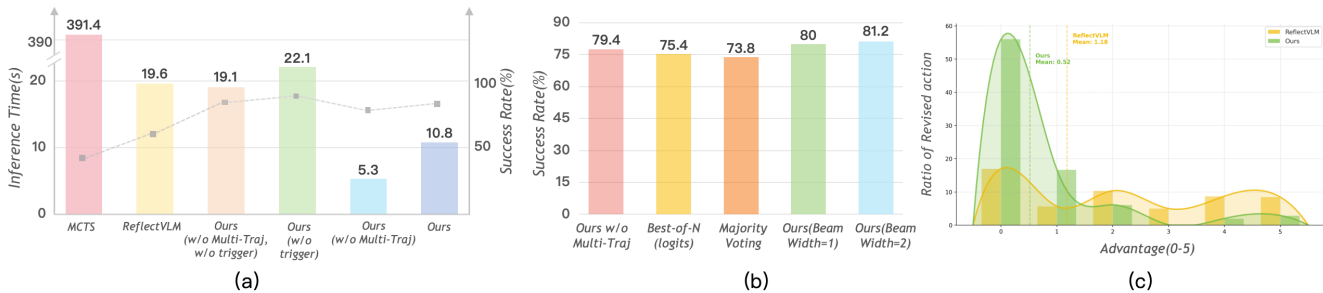 391.4
390
19.6
19.1
22.1
5.3
10.8
20
10
0
100
50
Inference Time(s)
Success Rate(%)
MCTS
ReflectVLM
Ours
(w/o Multi-Traj,
w/o trigger)
Ours
(w/o
trigger)
Ours
(w/o Multi-Traj)
Ours
(a)
90
75
60
45
30
15
0
Success Rate(%)
79.4
75.4
73.8
80
81.2
Ours w/o
Multi-Traj
Best-of-N
(logits)
Majority
Voting
Ours(Beam
Width=1)
Ours(Beam
Width=2)
(b)
60
50
40
30
20
10
0
Ratio of Revised action
ReflectVLM
Mean: 1.18
Ours
Mean: 0.52
ReflectVLM
Ours
0
1
2
3
4
5
Advantage(0-5)
(c)